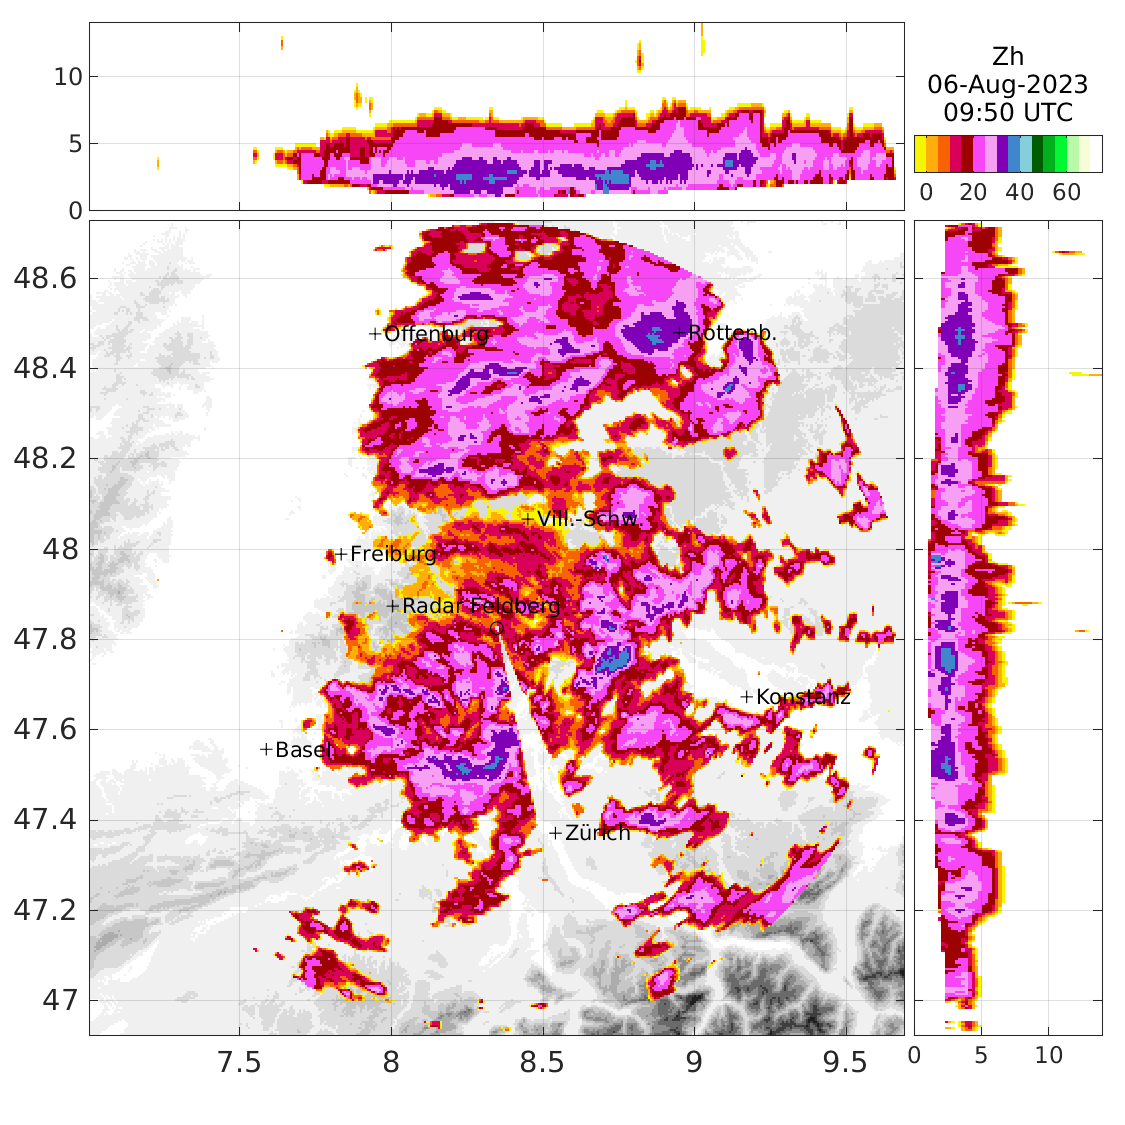 10
5
0
Zh
06-Aug-2023
09:50 UTC
0 20 40 60
48.6
48.4
48.2
48
47.8
47.6
47.4
47.2
47
+Offenburg
+Rottenb.
+Vill.-Schw.
+Freiburg
+Radar Feldberg
+Konstanz
+Basel
+Zürich
7.5 8 8.5 9 9.5
0 5 10